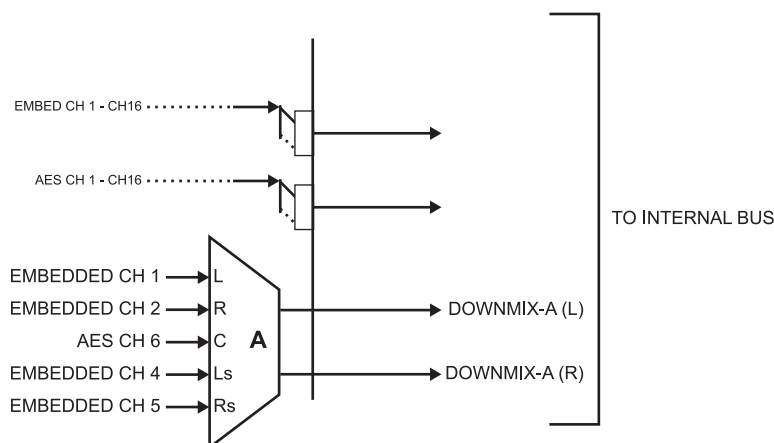 EMBED CH 1 - CH16
AES CH 1 - CH16
TO INTERNAL BUS
EMBEDDED CH 1 L
EMBEDDED CH 2 R
DOWNMIX-A (L)
AES CH 6 C
A
EMBEDDED CH 4 Ls
DOWNMIX-A (R)
EMBEDDED CH 5 Rs